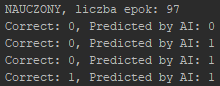 NAUCZONY, liczba epok: 97
Correct: 0, Predicted by AI: 0
Correct: 0, Predicted by AI: 1
Correct: 0, Predicted by AI: 1
Correct: 1, Predicted by AI: 1